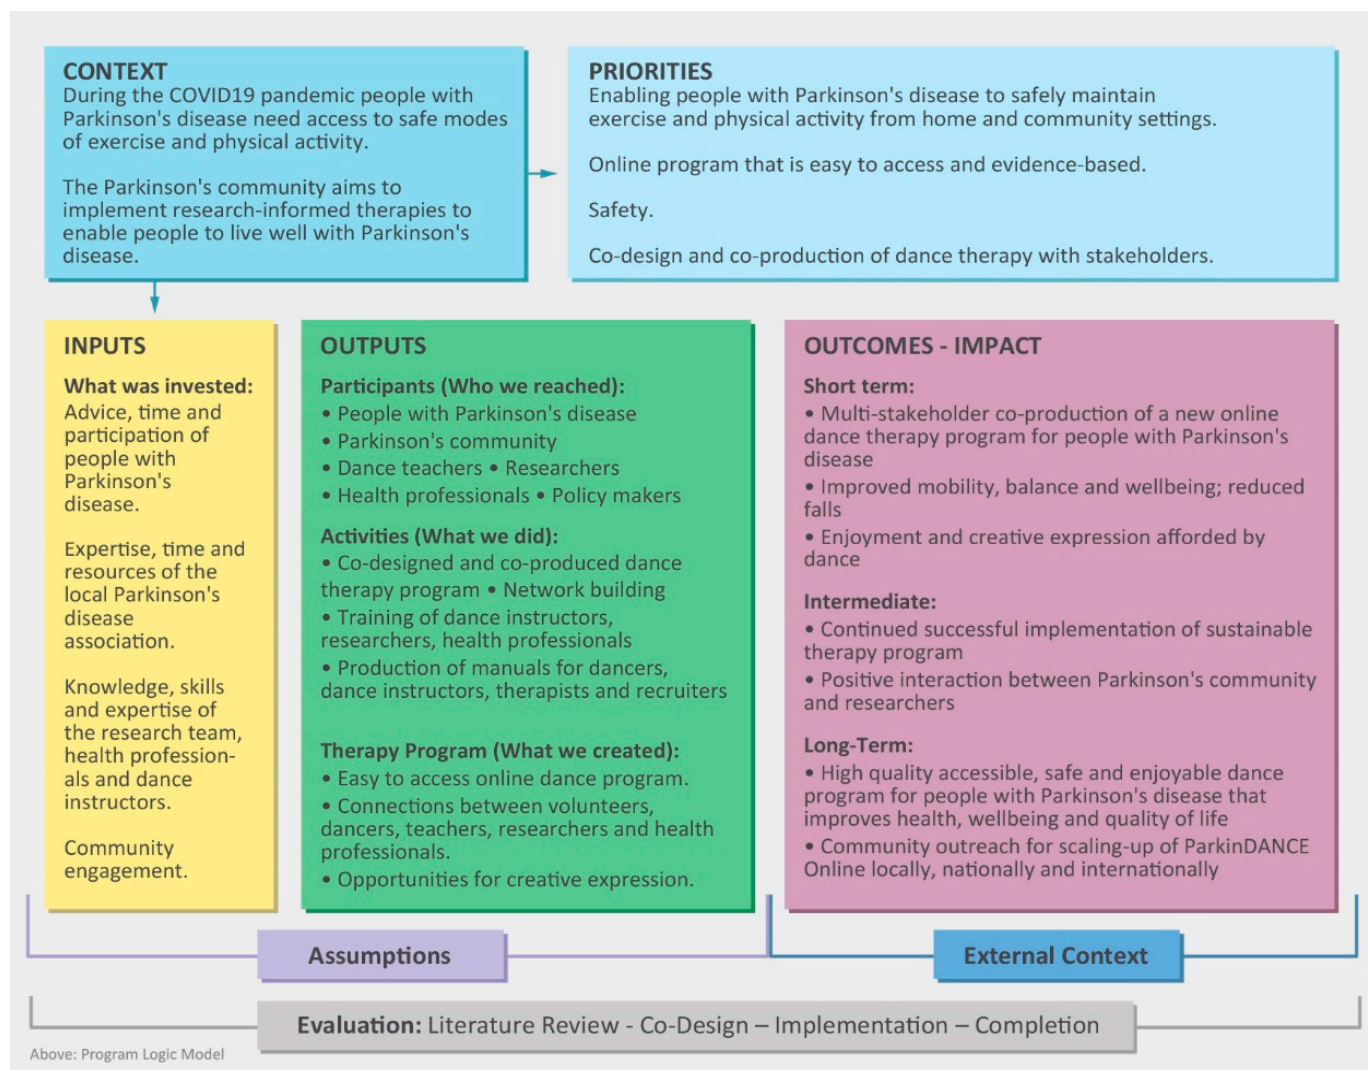 CONTEXT
During the COVID19 pandemic people with
Parkinson's disease need access to safe modes
of exercise and physical activity.
The Parkinson's community aims to
implement research-informed therapies to
enable people to live well with Parkinson's
disease.
PRIORITIES
Enabling people with Parkinson's disease to safely maintain
exercise and physical activity from home and community settings.
Online program that is easy to access and evidence-based.
Safety.
Co-design and co-production of dance therapy with stakeholders.
INPUTS
What was invested:
Advice, time and
participation of
people with
Parkinson's
disease.
Expertise, time and
resources of the
local Parkinson's
disease
association.
Knowledge, skills
and expertise of
the research team,
health profession-
als and dance
instructors.
Community
engagement.
OUTPUTS
Participants (Who we reached):
• People with Parkinson's disease
• Parkinson's community
• Dance teachers • Researchers
• Health professionals • Policy makers
Activities (What we did):
• Co-designed and co-produced dance
therapy program • Network building
• Training of dance instructors,
researchers, health professionals
• Production of manuals for dancers,
dance instructors, therapists and recruiters
Therapy Program (What we created):
• Easy to access online dance program.
• Connections between volunteers,
dancers, teachers, researchers and health
professionals.
• Opportunities for creative expression.
OUTCOMES - IMPACT
Short term:
• Multi-stakeholder co-production of a new online
dance therapy program for people with Parkinson's
disease
• Improved mobility, balance and wellbeing; reduced
falls
• Enjoyment and creative expression afforded by
dance
Intermediate:
• Continued successful implementation of sustainable
therapy program
• Positive interaction between Parkinson's community
and researchers
Long-Term:
• High quality accessible, safe and enjoyable dance
program for people with Parkinson's disease that
improves health, wellbeing and quality of life
• Community outreach for scaling-up of ParkinDANCE
Online locally, nationally and internationally
Assumptions
External Context
Evaluation: Literature Review - Co-Design – Implementation – Completion
Above: Program Logic Model